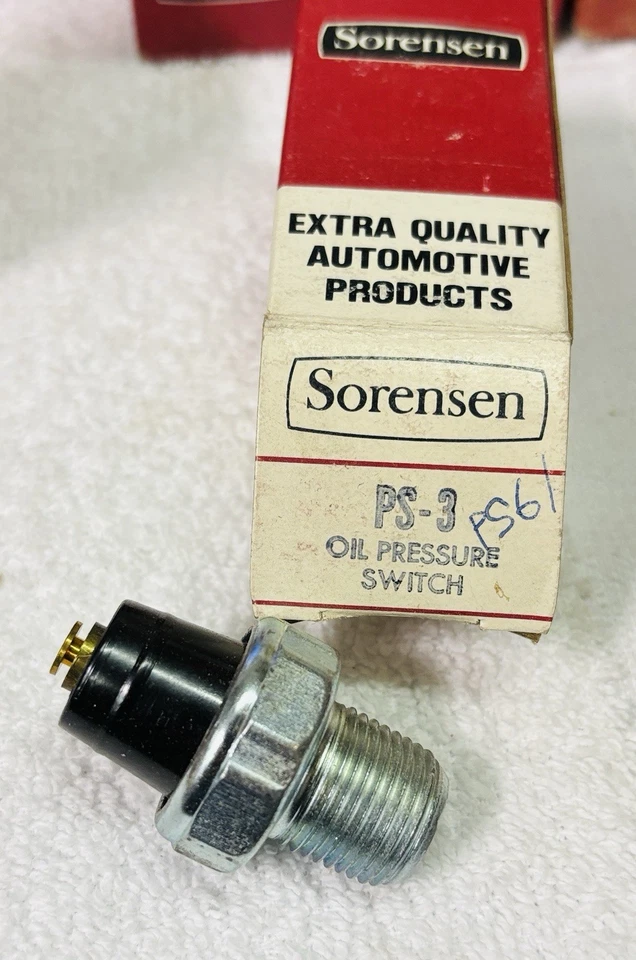 Sorensen
EXTRA QUALITY
AUTOMOTIVE
PRODUCTS
Sorensen
PS-3
PS61
OIL PRESSURE
SWITCH